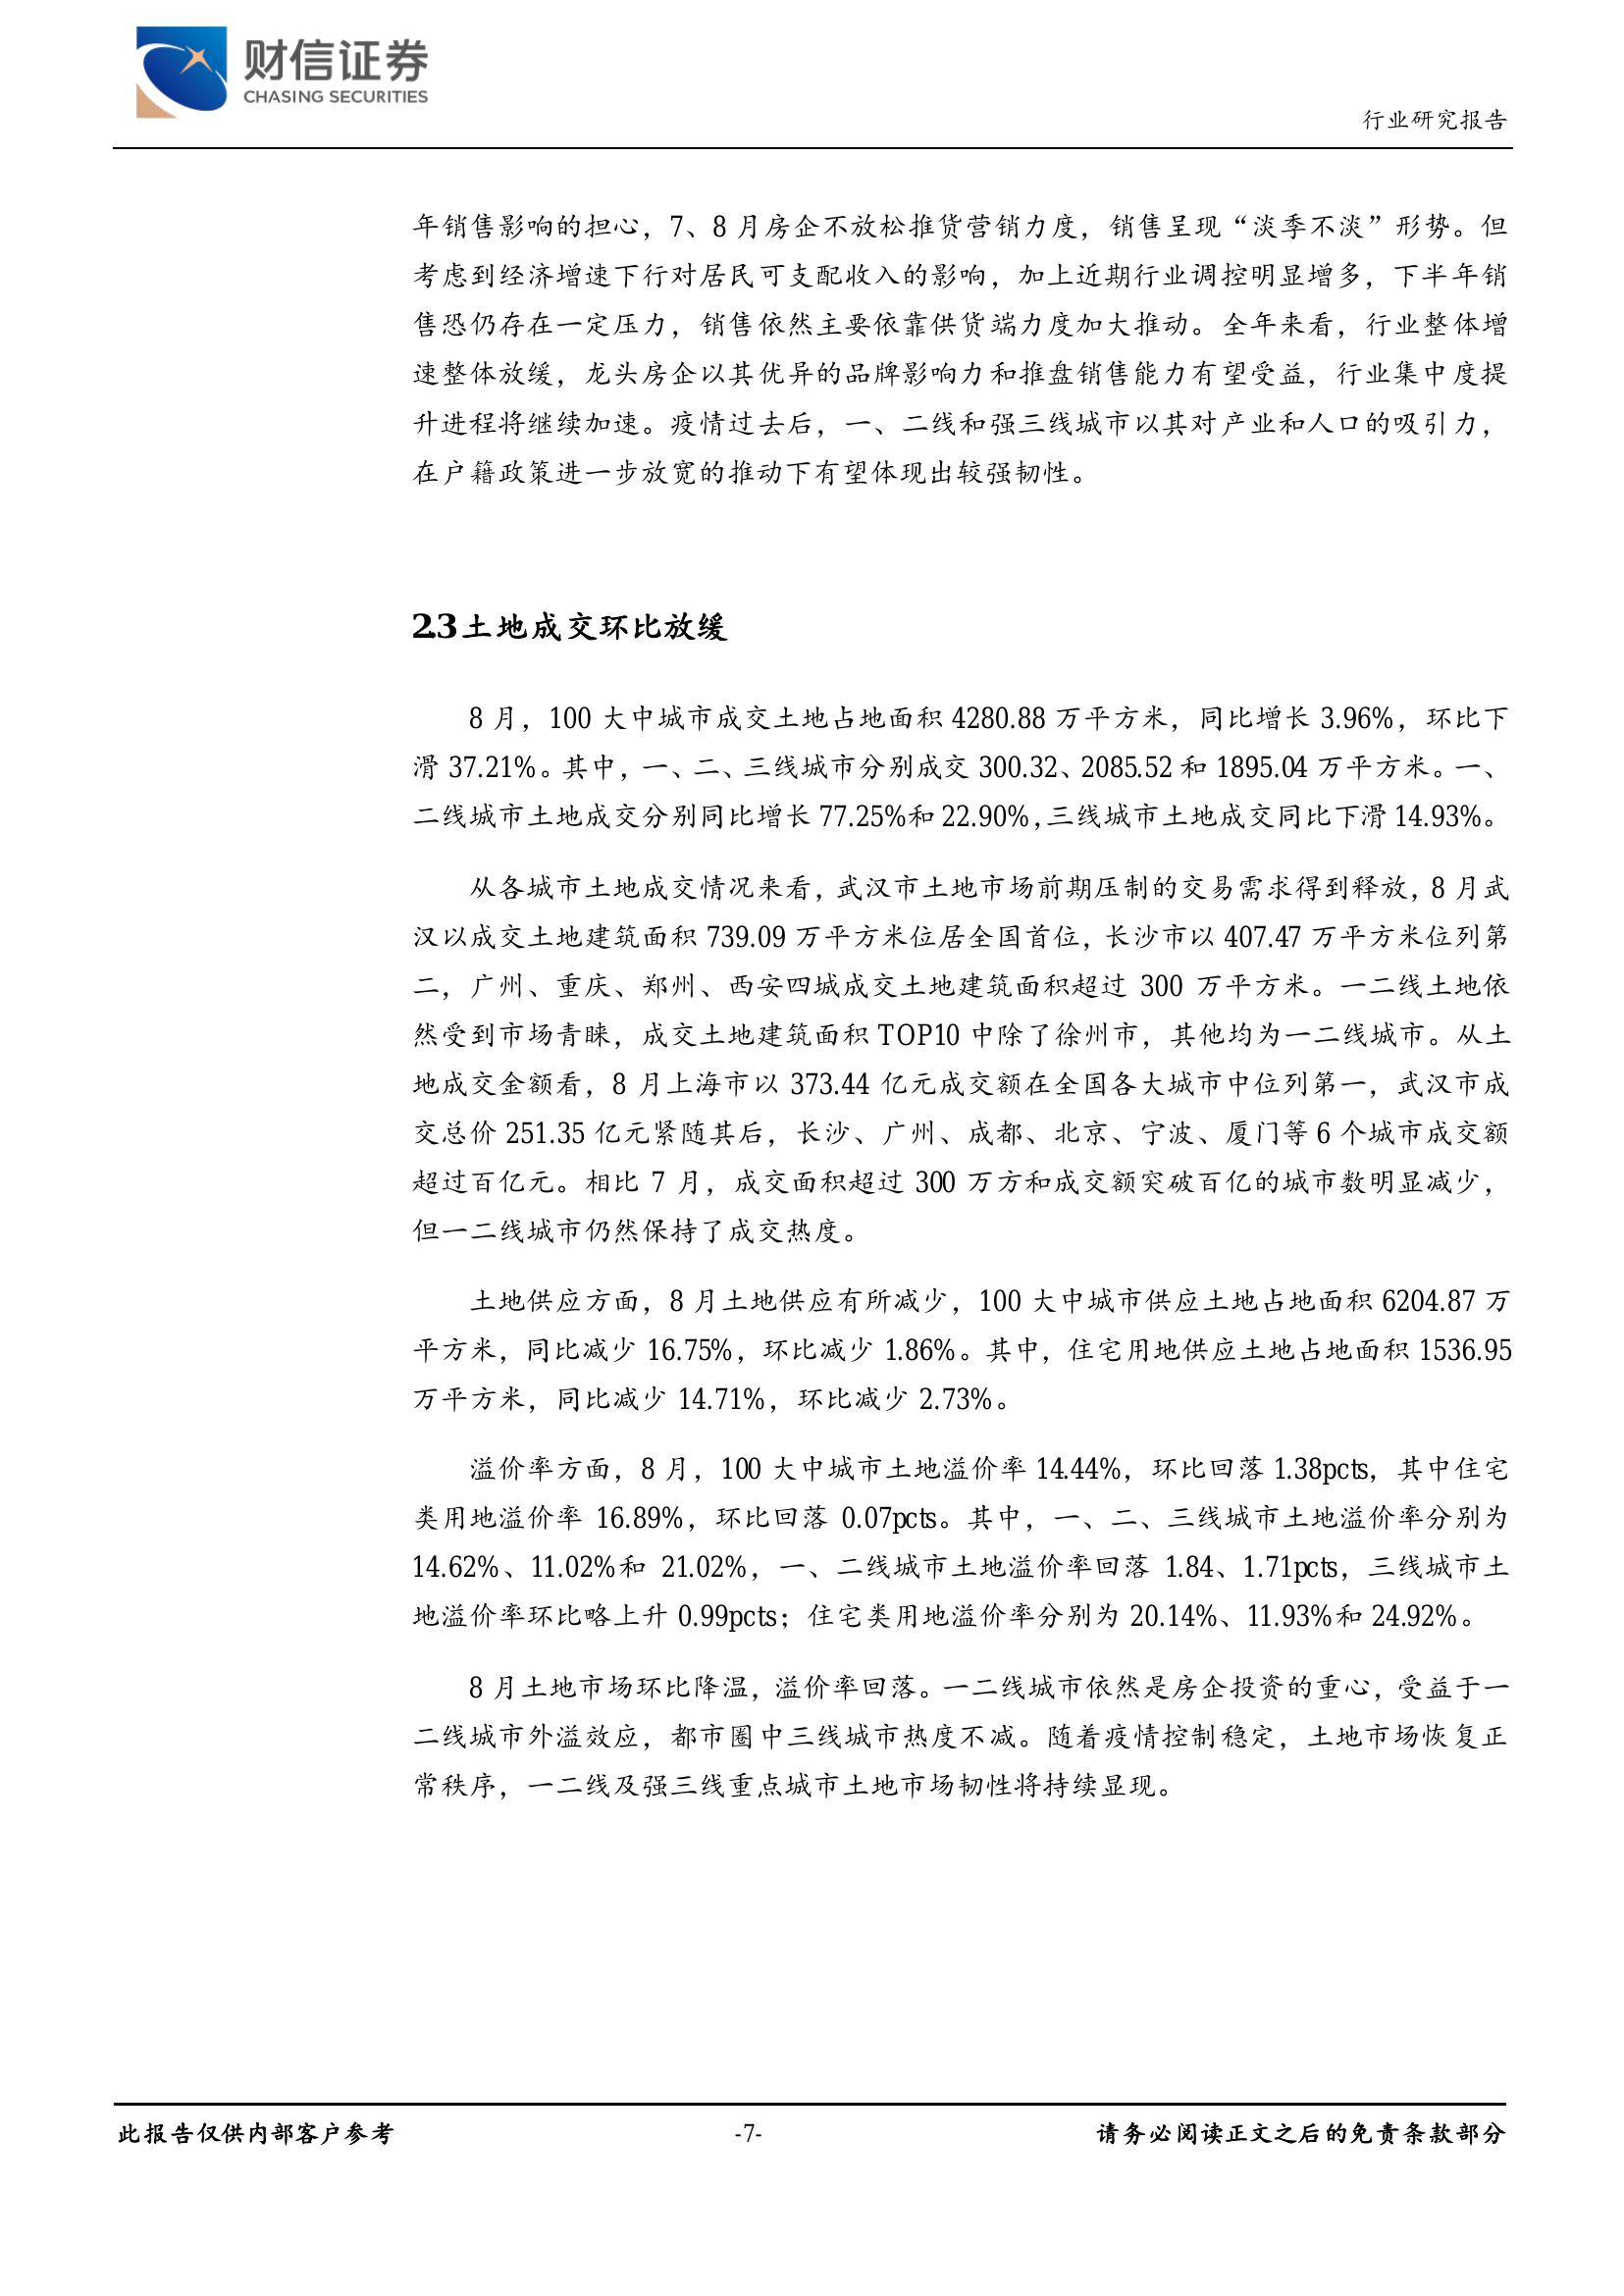 财信证券
CHASING SECURITIES
行业研究报告
年销售影响的担心，7、8 月房企不放松推货营销力度，销售呈现“淡季不淡”形势。但
考虑到经济增速下行对居民可支配收入的影响，加上近期行业调控明显增多，下半年销
售恐仍存在一定压力，销售依然主要依靠供货端力度加大推动。全年来看，行业整体增
速整体放缓，龙头房企以其优异的品牌影响力和推盘销售能力有望受益，行业集中度提
升进程将继续加速。疫情过去后，一、二线和强三线城市以其对产业和人口的吸引力，
在户籍政策进一步放宽的推动下有望体现出较强韧性。
2.3 土地成交环比放缓
8 月，100 大中城市成交土地占地面积 4280.88 万平方米，同比增长 3.96%，环比下
滑 37.21%。其中，一、二、三线城市分别成交 300.32、2085.52 和 1895.04 万平方米。一、
二线城市土地成交分别同比增长 77.25%和 22.90%，三线城市土地成交同比下滑 14.93%。
从各城市土地成交情况来看，武汉市土地市场前期压制的交易需求得到释放，8 月武
汉以成交土地建筑面积 739.09 万平方米位居全国首位，长沙市以 407.47 万平方米位列第
二，广州、重庆、郑州、西安四城成交土地建筑面积超过 300 万平方米。一二线土地依
然受到市场青睐，成交土地建筑面积 TOP10 中除了徐州市，其他均为一二线城市。从土
地成交金额看，8 月上海市以 373.44 亿元成交额在全国各大城市中位列第一，武汉市成
交总价 251.35 亿元紧随其后，长沙、广州、成都、北京、宁波、厦门等 6 个城市成交额
超过百亿元。相比 7 月，成交面积超过 300 万方和成交额突破百亿的城市数明显减少，
但一二线城市仍然保持了成交热度。
土地供应方面，8 月土地供应有所减少，100 大中城市供应土地占地面积 6204.87 万
平方米，同比减少 16.75%，环比减少 1.86%。其中，住宅用地供应土地占地面积 1536.95
万平方米，同比减少 14.71%，环比减少 2.73%。
溢价率方面，8 月，100 大中城市土地溢价率 14.44%，环比回落 1.38pcts，其中住宅
类用地溢价率 16.89%，环比回落 0.07pcts。其中，一、二、三线城市土地溢价率分别为
14.62%、11.02%和 21.02%，一、二线城市土地溢价率回落 1.84、1.71pcts，三线城市土
地溢价率环比略上升 0.99pcts；住宅类用地溢价率分别为 20.14%、11.93%和 24.92%。
8 月土地市场环比降温，溢价率回落。一二线城市依然是房企投资的重心，受益于一
二线城市外溢效应，都市圈中三线城市热度不减。随着疫情控制稳定，土地市场恢复正
常秩序，一二线及强三线重点城市土地市场韧性将持续显现。
此报告仅供内部客户参考
-7-
请务必阅读正文之后的免责条款部分